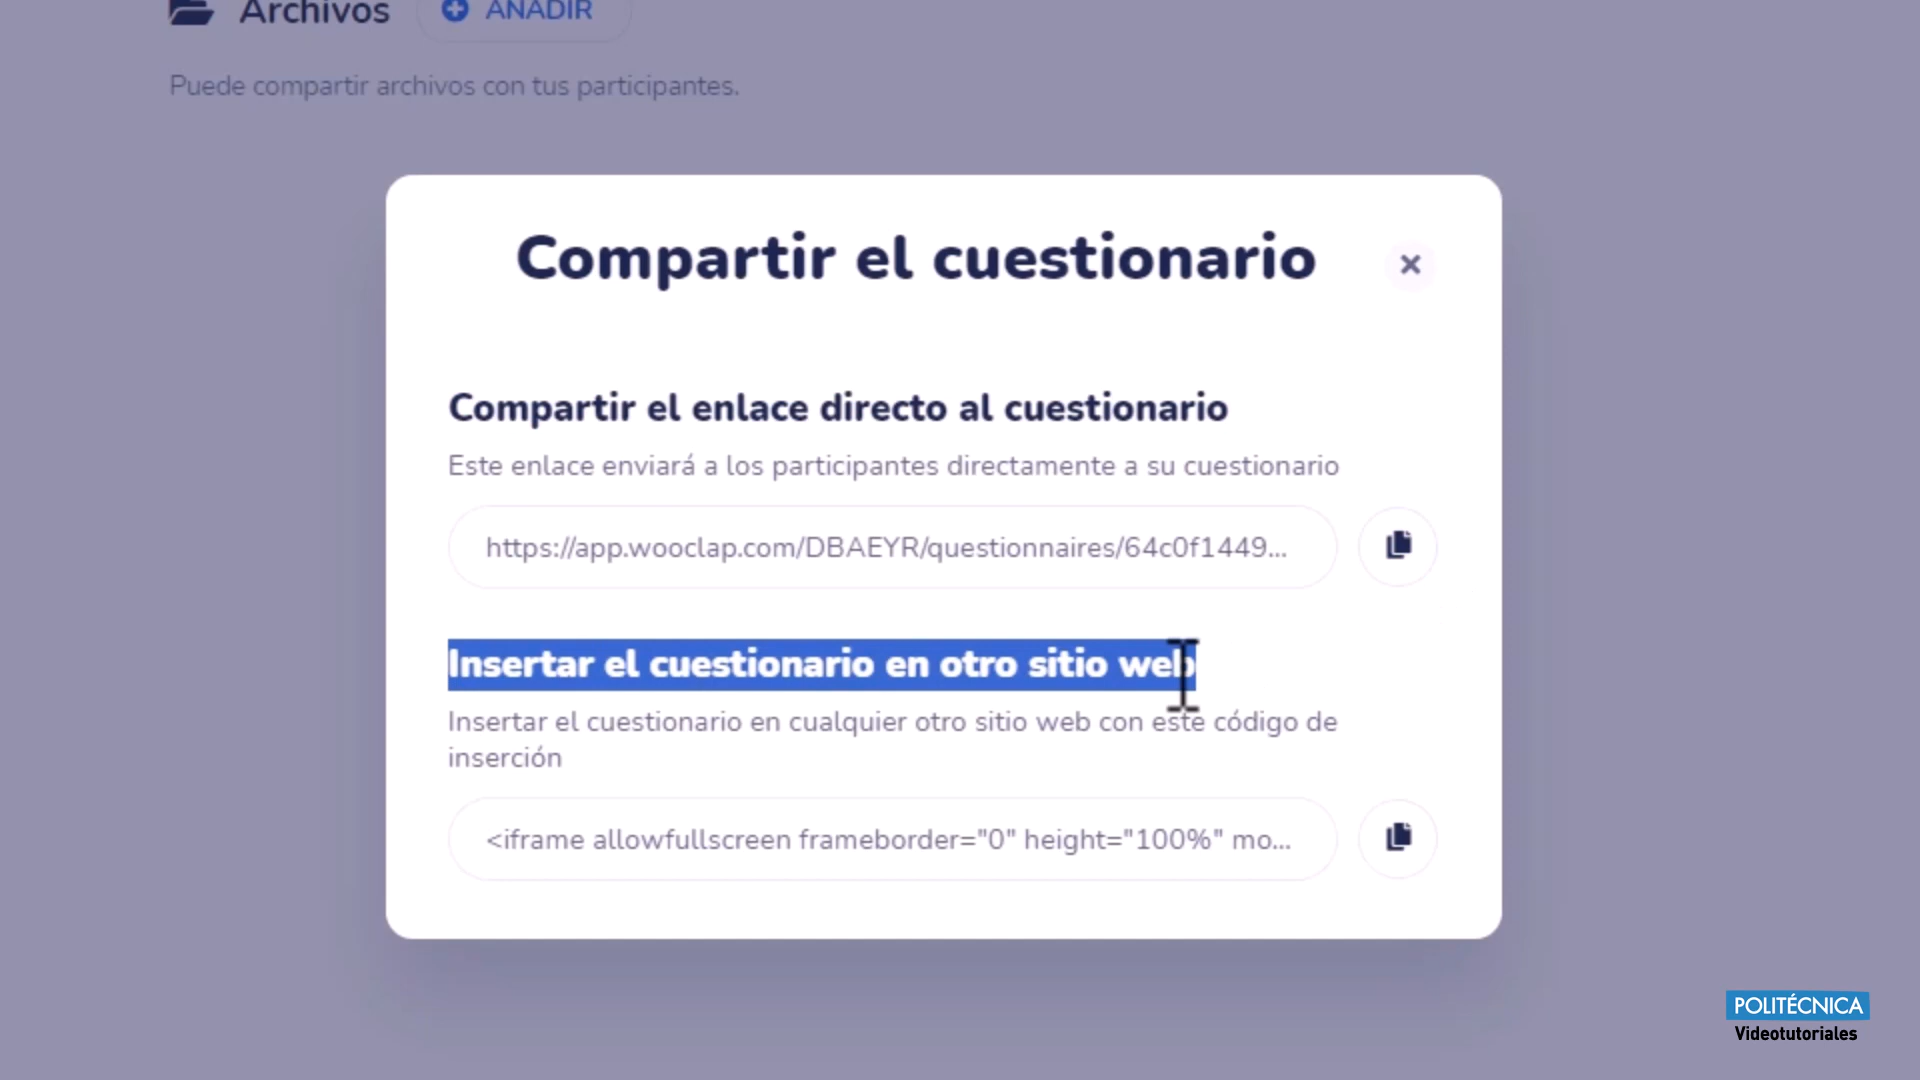 Archivos
AÑADIR
Puede compartir archivos con tus participantes.
Compartir el cuestionario
Compartir el enlace directo al cuestionario
Este enlace enviará a los participantes directamente a su cuestionario
https://app.wooclap.com/DBAEYR/questionnaires/64c0f1449...
Insertar el cuestionario en otro sitio web
Insertar el cuestionario en cualquier otro sitio web con este código de
inserción
<iframe allowfullscreen frameborder="0" height="100%" mo...
POLITÉCNICA
Videotutoriales